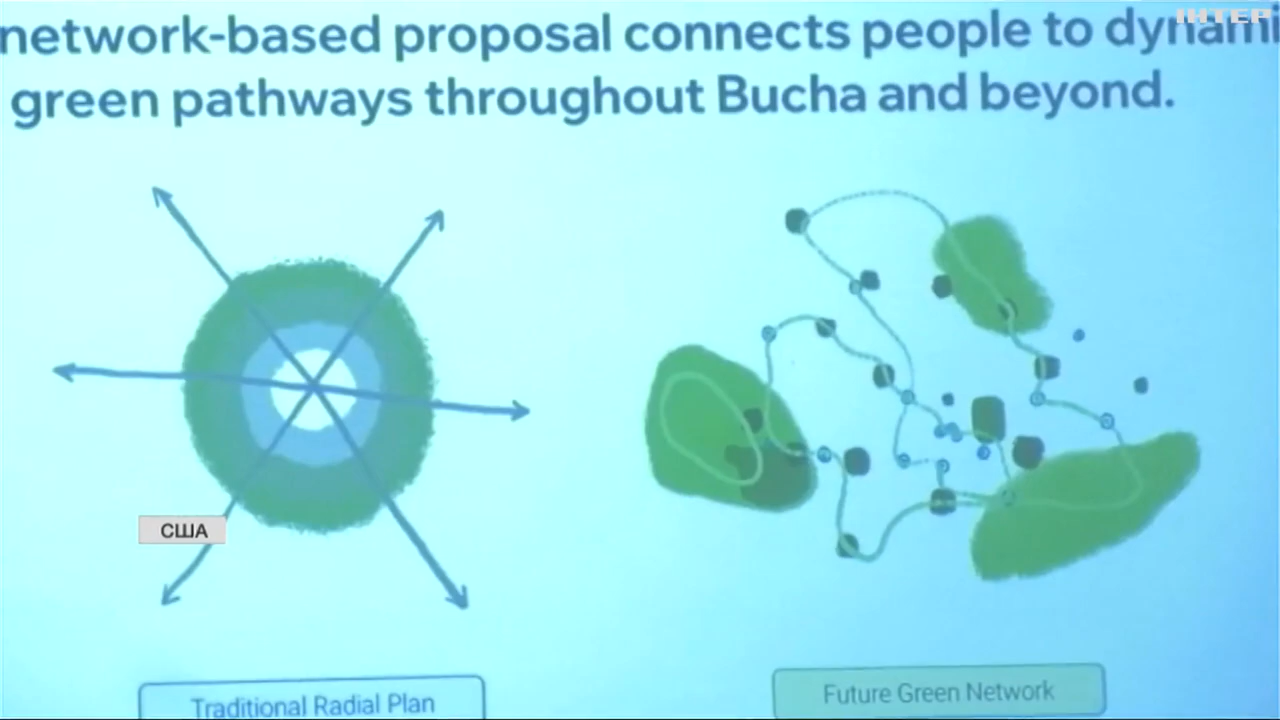 ІНТЕР
network-based proposal connects people to dynami
green pathways throughout Bucha and beyond.
США
Traditional Radial Plan
Future Green Network